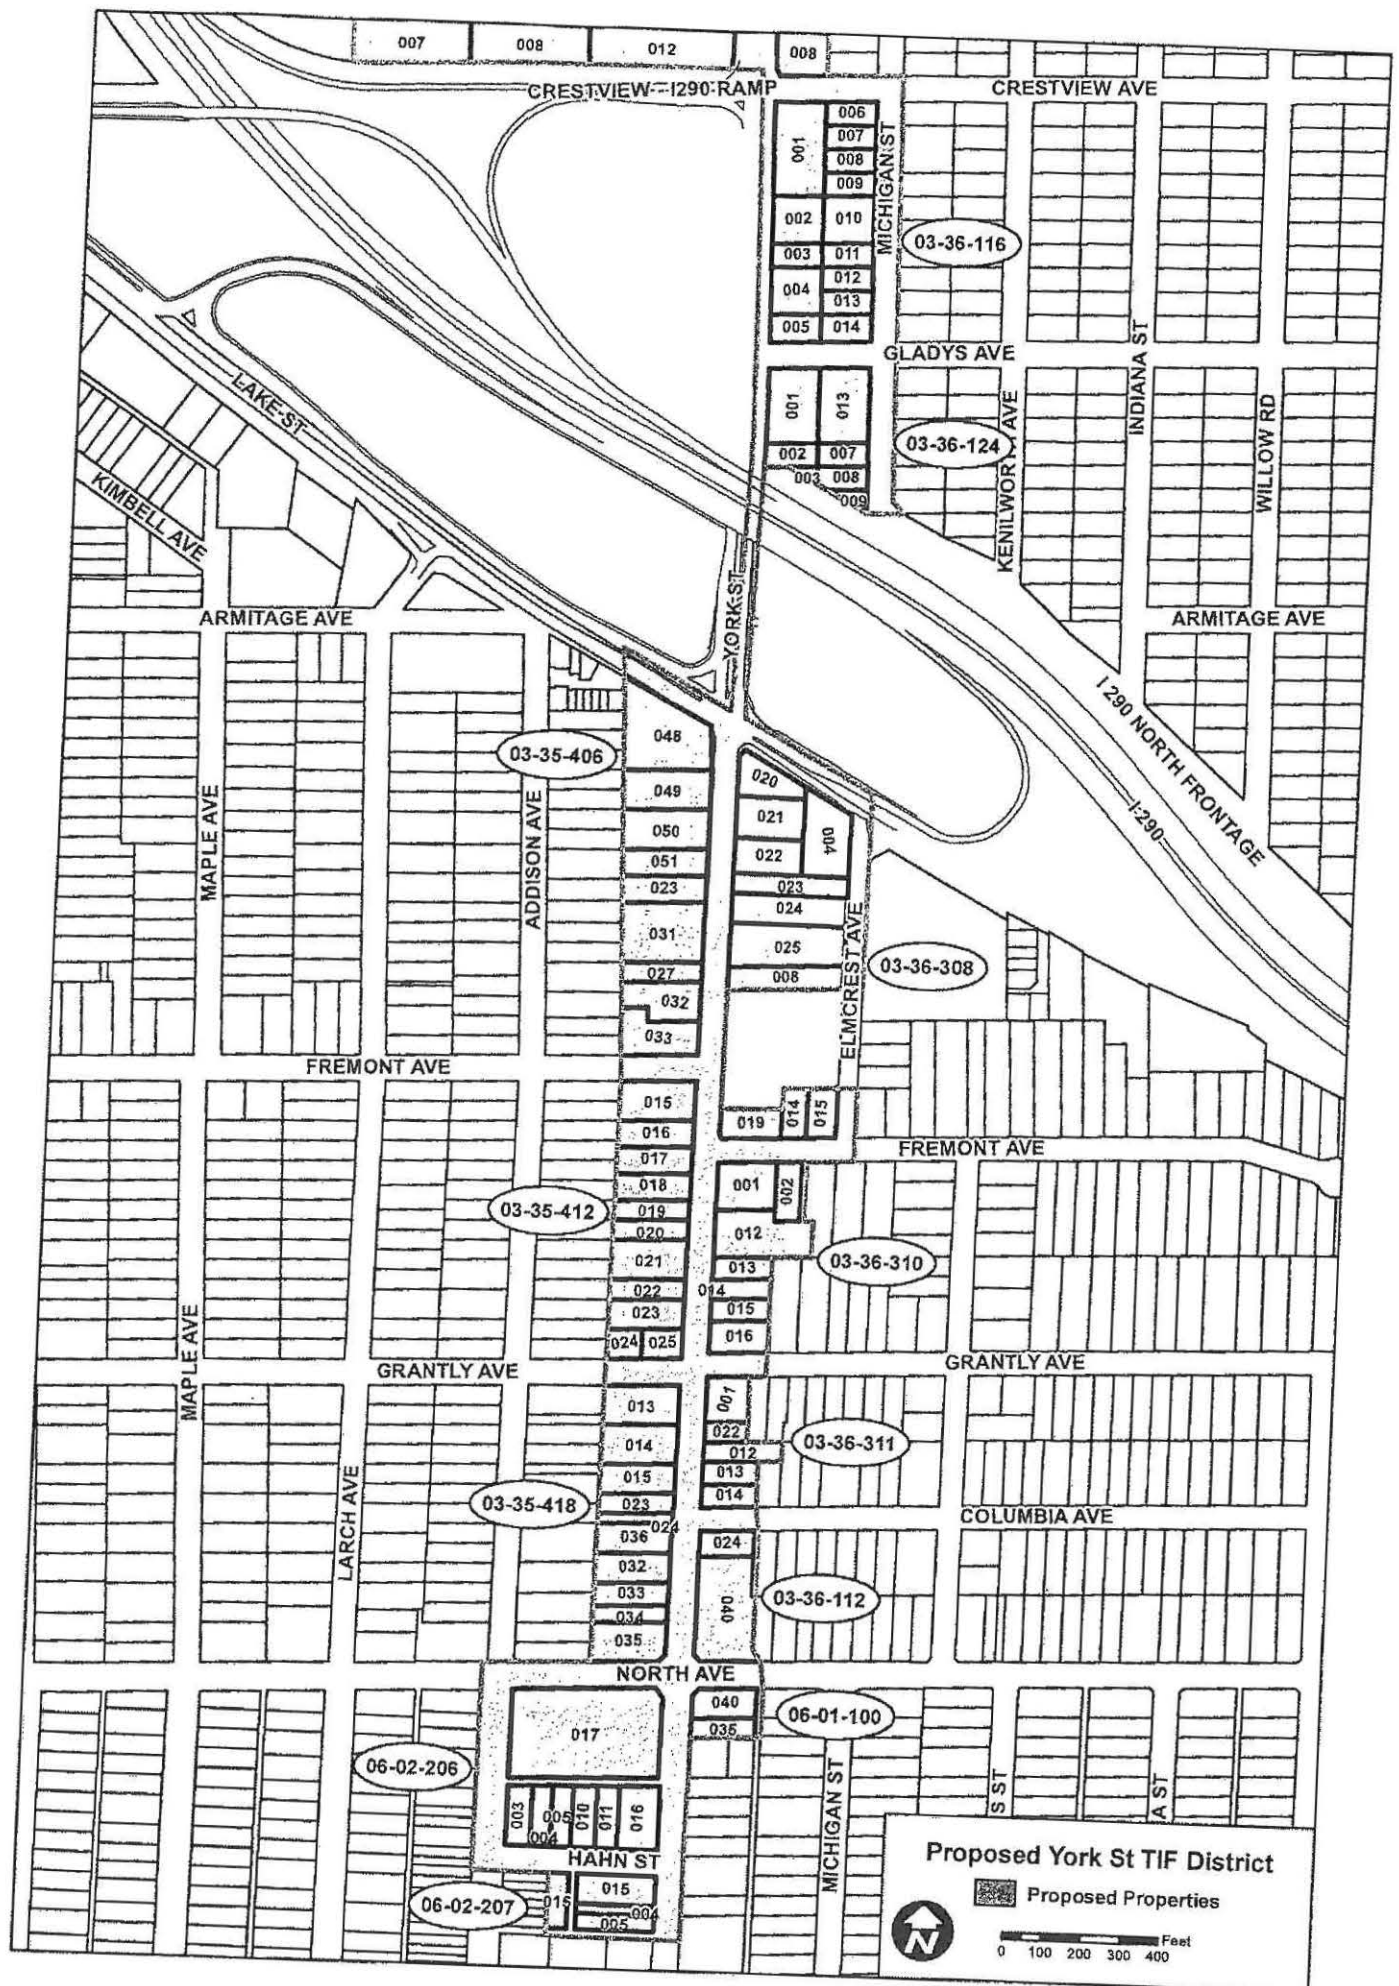 007 008 012 008
CRESTVIEW--I290 RAMP
CRESTVIEW AVE
006
001 007
008
009
MICHIGAN ST
002 010
03-36-116
003 011
012
004
013
005 014
GLADYS AVE
INDIANA ST
LAKE-ST
001 013
KENILWORTH AVE
WILLOW RD
03-36-124
002 007
003 008
009
KIMBELL AVE
YORK ST
ARMITAGE AVE
ARMITAGE AVE
I 290 NORTH FRONTAGE
I-290
03-35-406
048
020
049
021
MAPLE AVE
ADDISON AVE
050
004
022
051
023
023
024
031
025
ELMCREST AVE
03-36-308
027
008
032
033
FREMONT AVE
015
019 014 015
016
FREMONT AVE
017
001 002
018
03-35-412
019
020
012
021
03-36-310
013
022
014
023
015
024 025
016
MAPLE AVE
GRANTLY AVE
GRANTLY AVE
013
001
022
014
012
03-36-311
015
013
03-35-418
023
014
024
COLUMBIA AVE
LARCH AVE
036
024
032
033
040
03-36-112
034
035
NORTH AVE
017
040
035
06-01-100
06-02-206
MICHIGAN ST
S ST
A ST
003 004 005 010 011 016
HAHN ST
06-02-207
015
015
004
005
Proposed York St TIF District
Proposed Properties
N
Feet
0 100 200 300 400